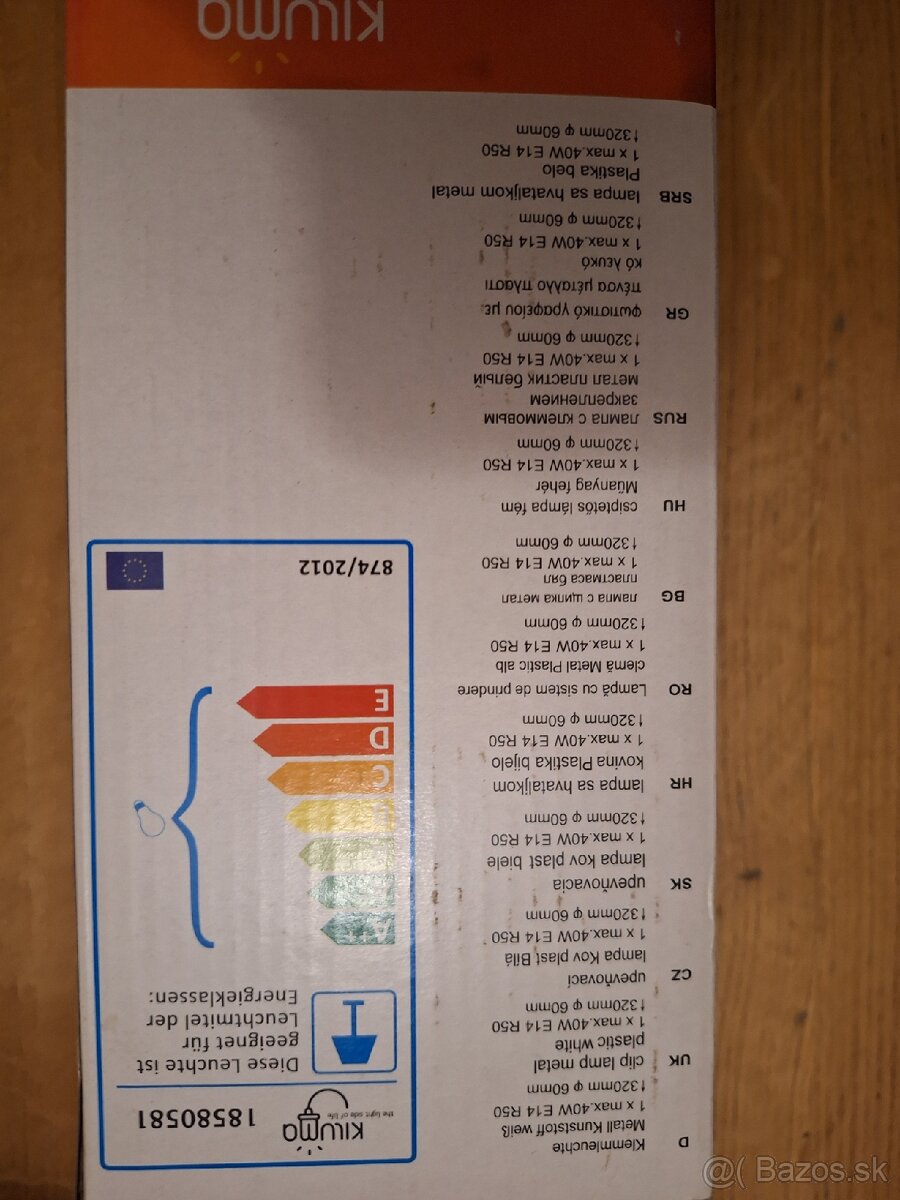 D Klemmleuchte
Metall Kunststoff weiß
1 x max.40W E14 R50
↑320mm φ 60mm
UK clip lamp metal
plastic white
1 x max.40W E14 R50
↑320mm φ 60mm
CZ upevňovací
lampa Kov plast Bílá
1 x max.40W E14 R50
↑320mm φ 60mm
SK upevňovacia
lampa kov plast biele
1 x max.40W E14 R50
↑320mm φ 60mm
HR lampa sa hvataljkom
kovina Plastika bijelo
1 x max.40W E14 R50
↑320mm φ 60mm
RO Lampă cu sistem de prindere
clemă Metal Plastic alb
1 x max.40W E14 R50
↑320mm φ 60mm
BG лампа с щипка метал
пластмаса бял
1 x max.40W E14 R50
↑320mm φ 60mm
HU csiptetős lámpa fém
Műanyag fehér
1 x max.40W E14 R50
↑320mm φ 60mm
RUS лампа с клеммовым
закреплением
метал пластик белый
1 x max.40W E14 R50
↑320mm φ 60mm
GR φωτιστικό γραφείου με
πένσα μέταλλο πλαστι
κό λευκό
1 x max.40W E14 R50
↑320mm φ 60mm
SRB lampa sa hvataljkom metal
Plastika belo
1 x max.40W E14 R50
↑320mm φ 60mm
KIWMA
the light side of life
18580581
Diese Leuchte ist
geeignet für
Leuchtmitel der
Energieklassen:
A
C
D
E
874/2012
KIWMA
@( Bazos.sk